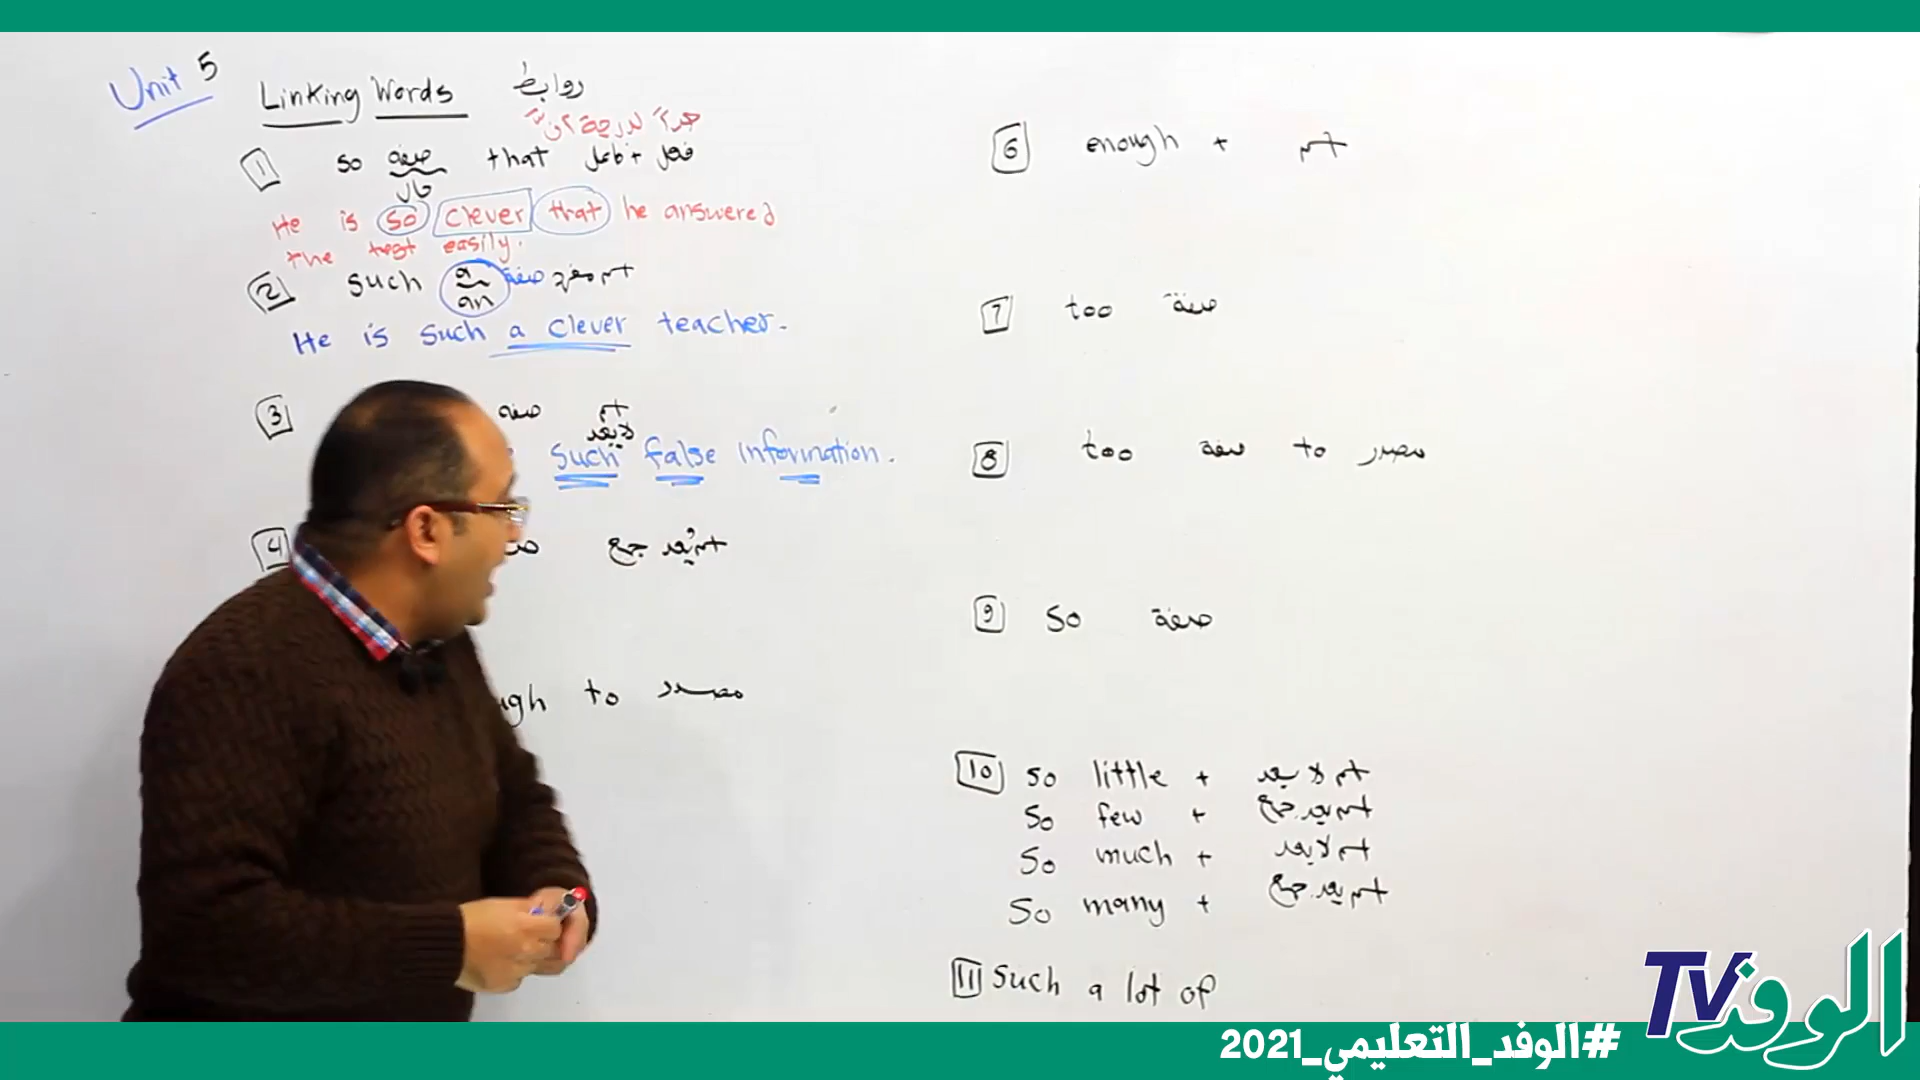 Unit 5
Linking Words روابط
جداً لدرجة أن
1 so صفة that فاعل + فعل
حال
He is so clever that he answered
the test easily.
2 such a صفة اسم مفرد
an
He is such a clever teacher.
3 صفه اسم
لا يعد
such false information.
4 اسم يُعد جمع
ugh to مصدر
6 enough + اسم
7 too صفة
8 too صفة to مصدر
9 so صفة
10 so little + اسم لا يعد
so few + اسم يعد جمع
so much + اسم لا يعد
so many + اسم يعد جمع
11 Such a lot of
الوفد TV
#الوفد_التعليمي_2021